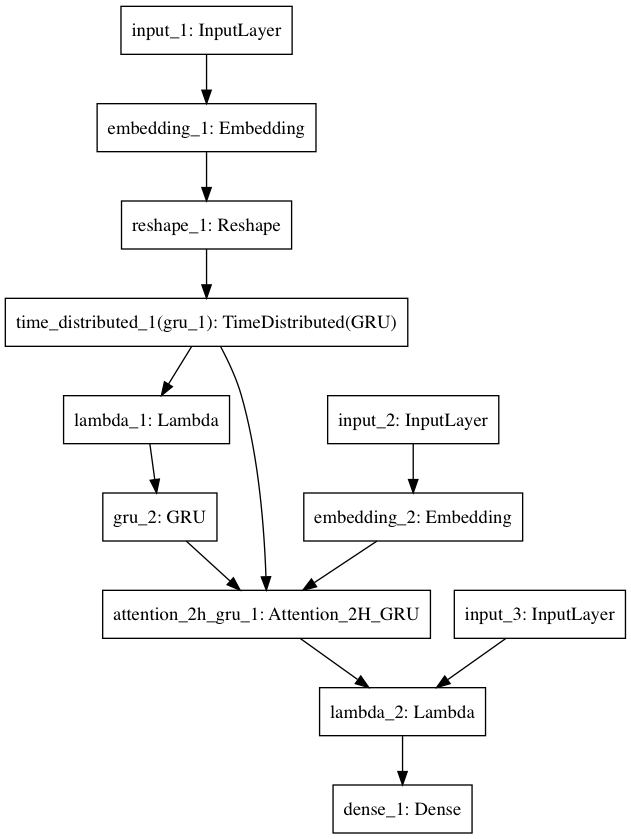 input_1: InputLayer
embedding_1: Embedding
reshape_1: Reshape
time_distributed_1(gru_1): TimeDistributed(GRU)
lambda_1: Lambda
input_2: InputLayer
gru_2: GRU
embedding_2: Embedding
attention_2h_gru_1: Attention_2H_GRU
input_3: InputLayer
lambda_2: Lambda
dense_1: Dense